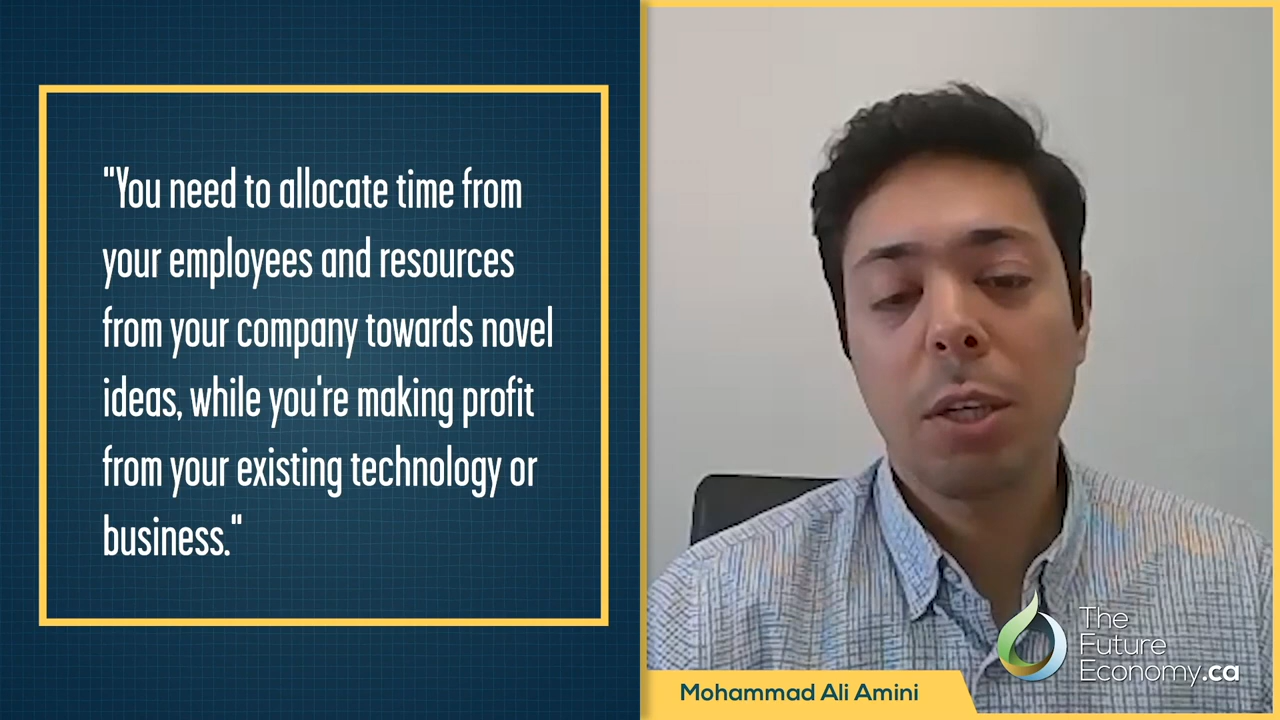 "You need to allocate time from
your employees and resources
from your company towards novel
ideas, while you're making profit
from your existing technology or
business."
Mohammad Ali Amini
The
Future
Economy.ca